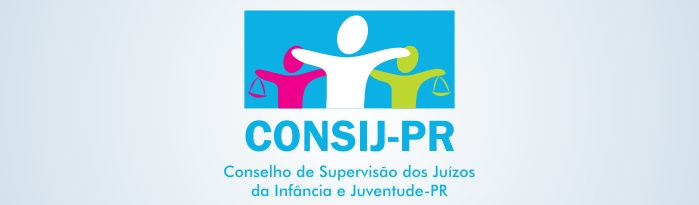 CONSIJ-PR
Conselho de Supervisão dos Juízos
da Infância e Juventude-PR